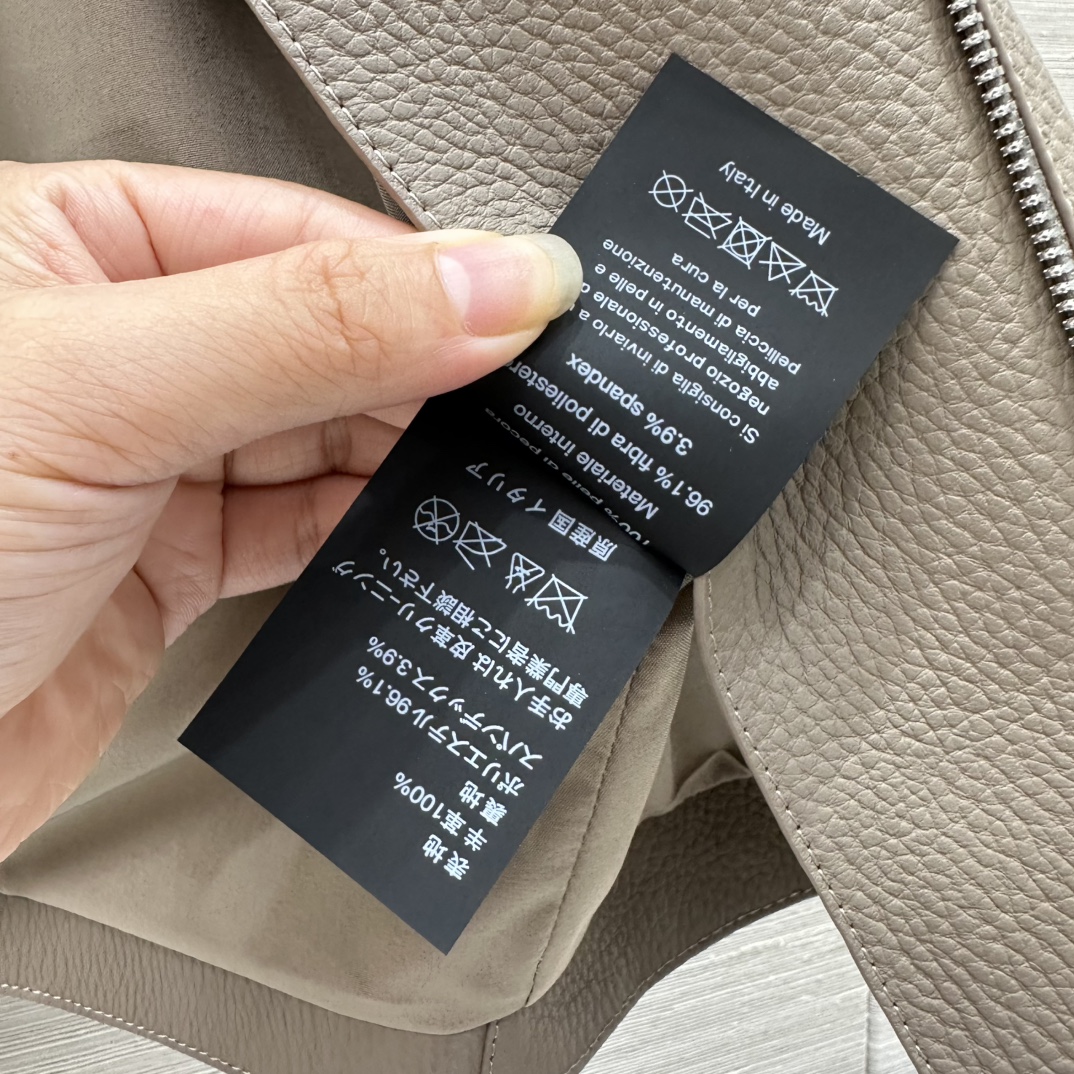 表地
羊革100%
裏地
ポリエステル96.1%
スパンデックス3.9%
お手入れは皮革クリーニング
専門業者にご相談下さい。
原産国 イタリア
pelle di pecora
Materiale interno
96.1% fibra di poliestere
3.9% spandex
Si consiglia di inviarlo a
negozio professionale
abbigliamento in pelle e
pelliccia di manutenzione
per la cura
Made in Italy